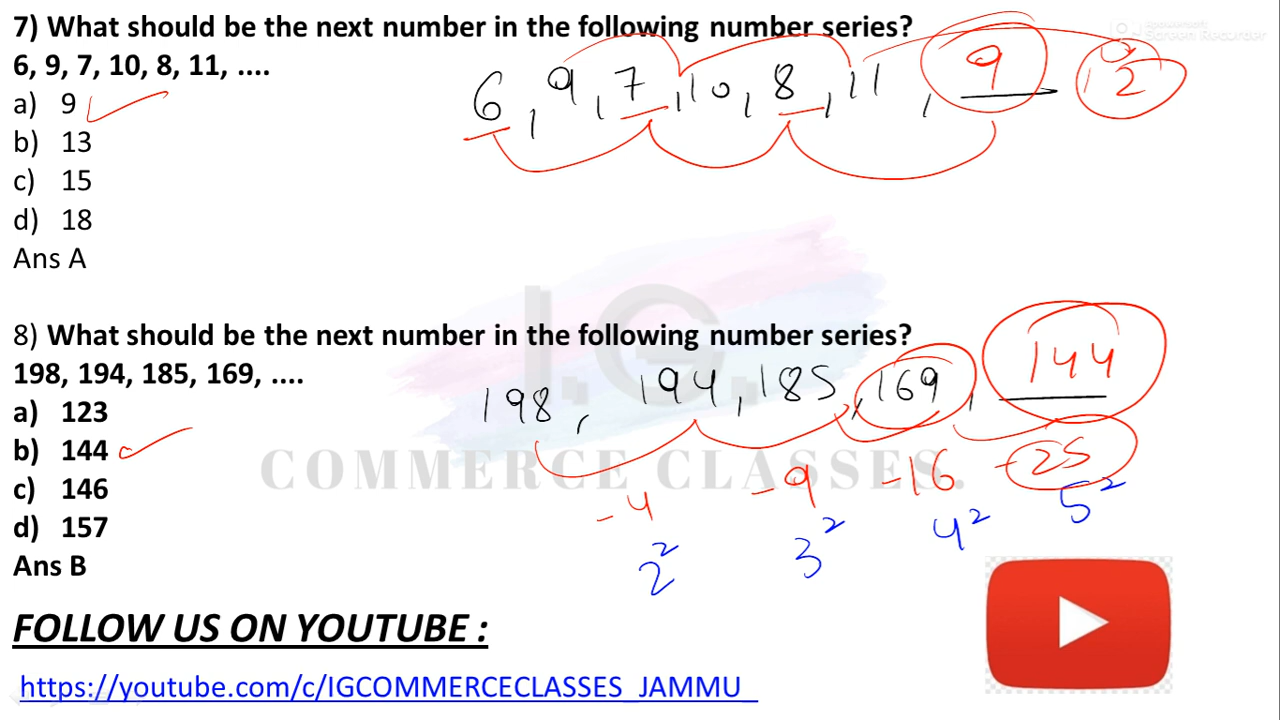 7) What should be the next number in the following number series?
6, 9, 7, 10, 8, 11, ....
6, 9, 7, 10, 8, 11, 9 12
a) 9
b) 13
c) 15
d) 18
Ans A
I.G.
COMMERCE CLASSES.
8) What should be the next number in the following number series?
198, 194, 185, 169, ....
198, 194, 185, 169, 144
-4 -9 -16 -25
2² 3² 4² 5²
a) 123
b) 144
c) 146
d) 157
Ans B
FOLLOW US ON YOUTUBE :
https://youtube.com/c/IGCOMMERCECLASSES_JAMMU_
Screen Recorder